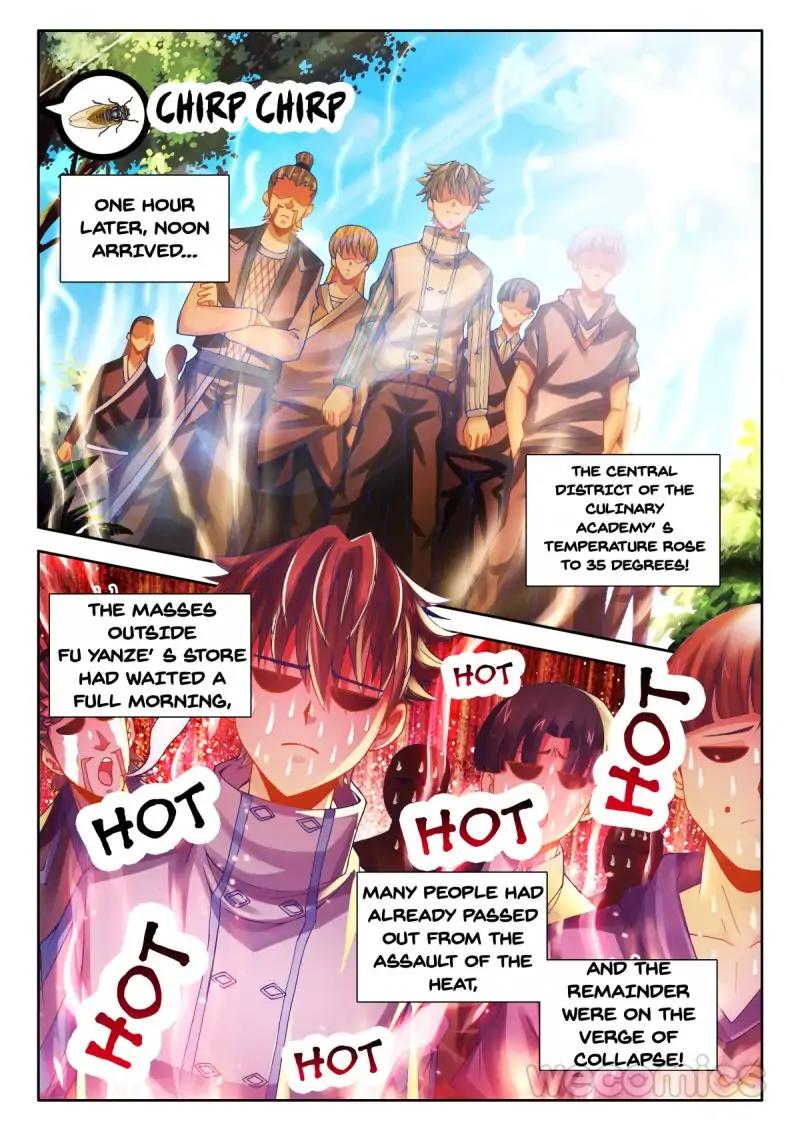 CHIRP CHIRP
ONE HOUR
LATER, NOON
ARRIVED...
THE CENTRAL
DISTRICT OF THE
CULINARY
ACADEMY' S
TEMPERATURE ROSE
TO 35 DEGREES!
THE MASSES
OUTSIDE
FU YANZE' S STORE
HAD WAITED A
FULL MORNING,
HOT
HOT
HOT
HOT
HOT
HOT
MANY PEOPLE HAD
ALREADY PASSED
OUT FROM THE
ASSAULT OF THE
HEAT,
AND THE
REMAINDER
WERE ON THE
VERGE OF
COLLAPSE!
wecomics